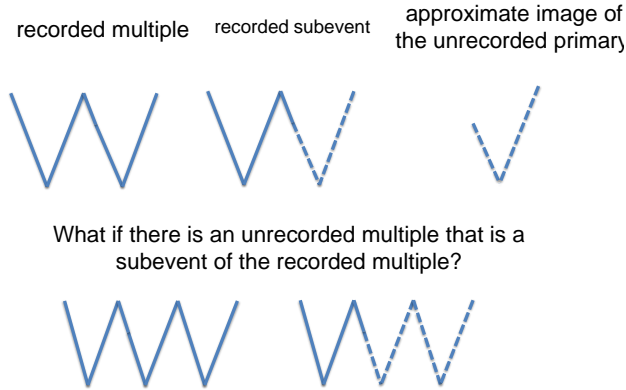 recorded multiple
recorded subevent
approximate image of
the unrecorded primary
What if there is an unrecorded multiple that is a
subevent of the recorded multiple?